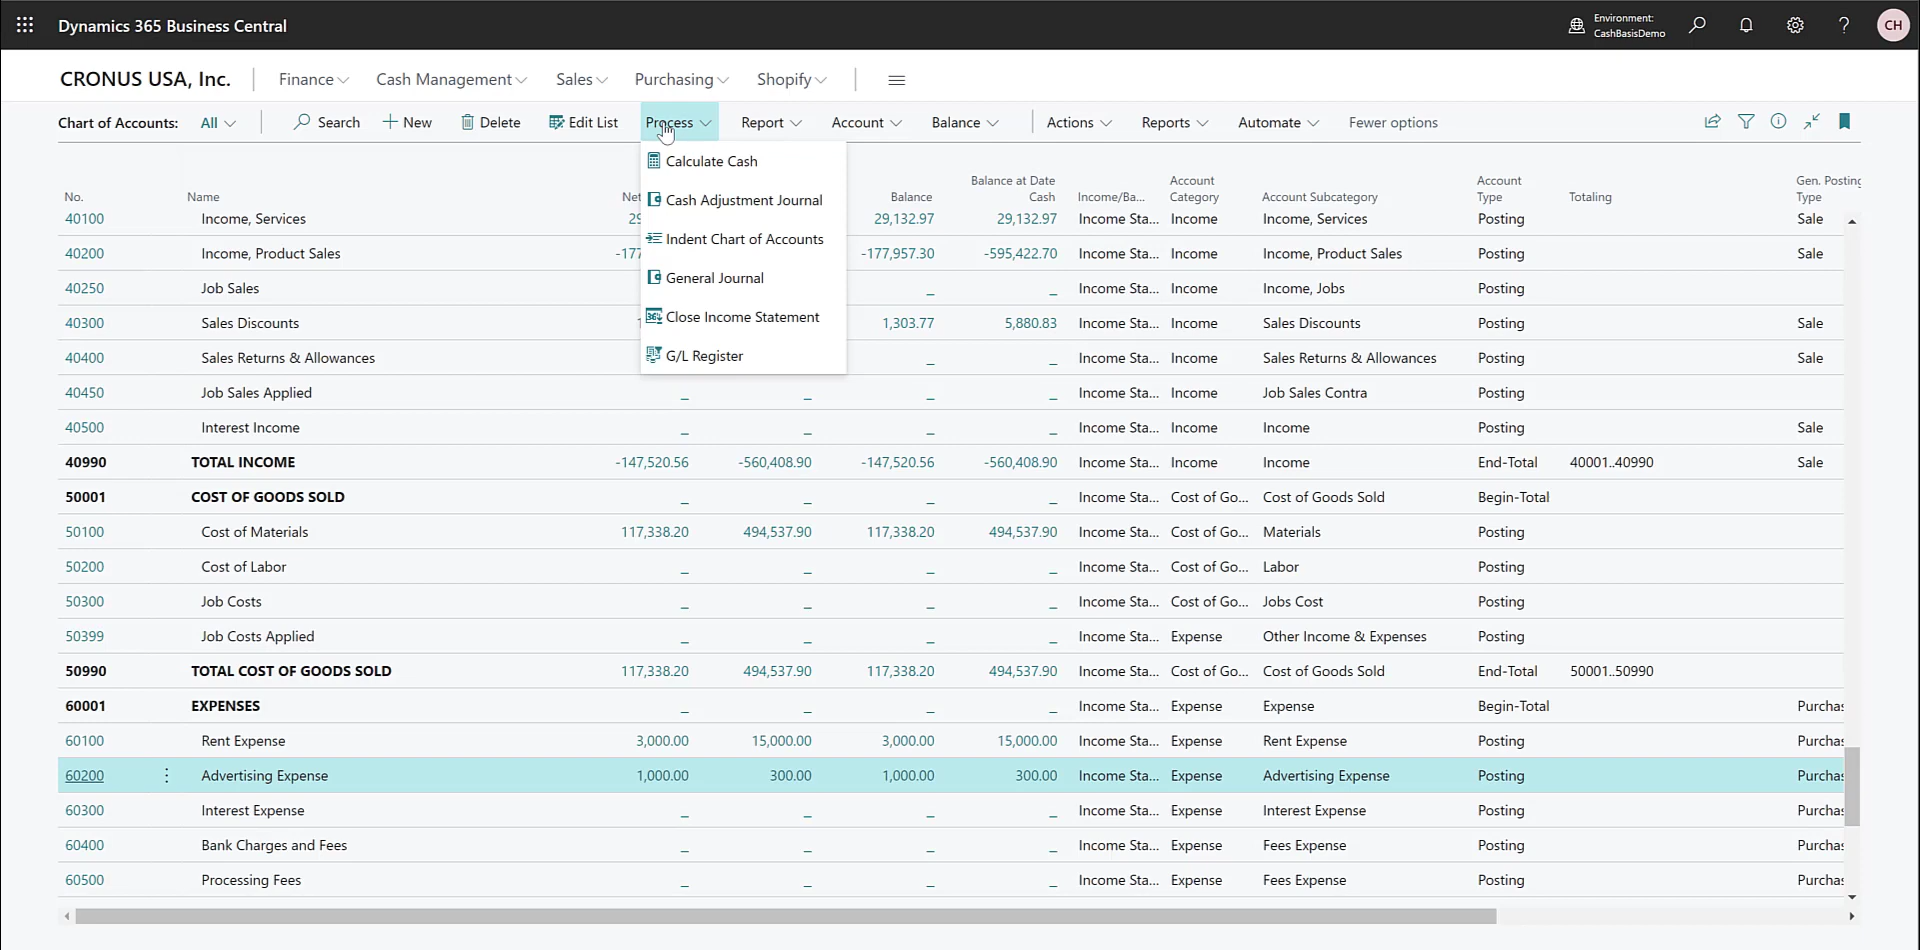 Dynamics 365 Business Central
Environment:
CashBasisDemo
?
CH
CRONUS USA, Inc.
Finance
Cash Management
Sales
Purchasing
Shopify
Chart of Accounts:
All
Search
New
Delete
Edit List
Process
Report
Account
Balance
Actions
Reports
Automate
Fewer options
Calculate Cash
Cash Adjustment Journal
Indent Chart of Accounts
General Journal
Close Income Statement
G/L Register
No. Name Net Balance Balance at Date Cash Income/Ba... Account Category Account Subcategory Account Type Totaling Gen. Posting Type
40100 Income, Services 29 29,132.97 29,132.97 Income Sta... Income Income, Services Posting Sale
40200 Income, Product Sales -177 -177,957.30 -595,422.70 Income Sta... Income Income, Product Sales Posting Sale
40250 Job Sales _ _ Income Sta... Income Income, Jobs Posting
40300 Sales Discounts 1,303.77 5,880.83 Income Sta... Income Sales Discounts Posting Sale
40400 Sales Returns & Allowances _ _ Income Sta... Income Sales Returns & Allowances Posting Sale
40450 Job Sales Applied _ _ _ _ Income Sta... Income Job Sales Contra Posting
40500 Interest Income _ _ _ _ Income Sta... Income Income Posting Sale
40990 TOTAL INCOME -147,520.56 -560,408.90 -147,520.56 -560,408.90 Income Sta... Income Income End-Total 40001..40990 Sale
50001 COST OF GOODS SOLD _ _ _ _ Income Sta... Cost of Go... Cost of Goods Sold Begin-Total
50100 Cost of Materials 117,338.20 494,537.90 117,338.20 494,537.90 Income Sta... Cost of Go... Materials Posting
50200 Cost of Labor _ _ _ _ Income Sta... Cost of Go... Labor Posting
50300 Job Costs _ _ _ _ Income Sta... Cost of Go... Jobs Cost Posting
50399 Job Costs Applied _ _ _ _ Income Sta... Expense Other Income & Expenses Posting
50990 TOTAL COST OF GOODS SOLD 117,338.20 494,537.90 117,338.20 494,537.90 Income Sta... Cost of Go... Cost of Goods Sold End-Total 50001..50990
60001 EXPENSES _ _ _ _ Income Sta... Expense Expense Begin-Total Purchas
60100 Rent Expense 3,000.00 15,000.00 3,000.00 15,000.00 Income Sta... Expense Rent Expense Posting Purchas
60200 Advertising Expense 1,000.00 300.00 1,000.00 300.00 Income Sta... Expense Advertising Expense Posting Purchas
60300 Interest Expense _ _ _ _ Income Sta... Expense Interest Expense Posting Purchas
60400 Bank Charges and Fees _ _ _ _ Income Sta... Expense Fees Expense Posting Purchas
60500 Processing Fees _ _ _ _ Income Sta... Expense Fees Expense Posting Purchas